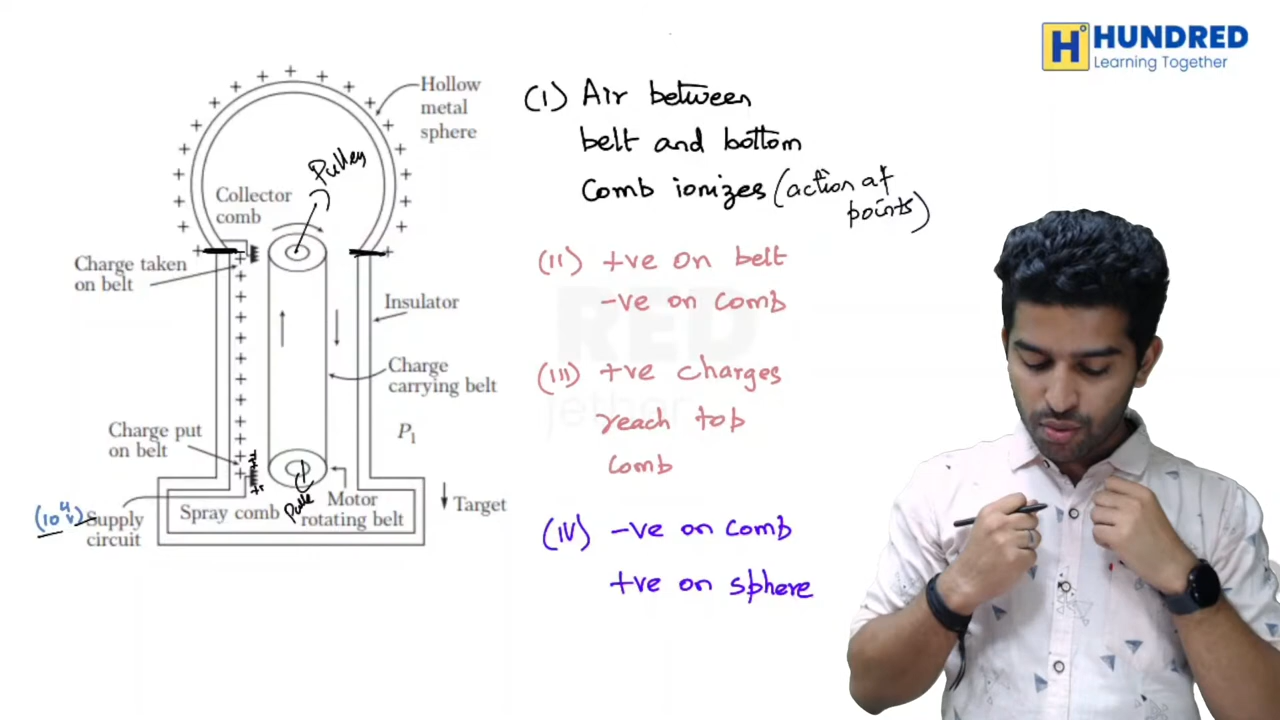 H° HUNDRED
Learning Together
Hollow
metal
sphere
Pulley
Collector
comb
Charge taken
on belt
Insulator
Charge
carrying belt
Charge put
on belt
P1
Motor
rotating belt
Spray comb
Target
(10⁴ v)
Supply
circuit
(I) Air between
belt and bottom
comb ionizes (action at
points)
(II) +ve on belt
-ve on comb
(III) +ve charges
reach top
comb
(IV) -ve on comb
+ve on sphere
RED